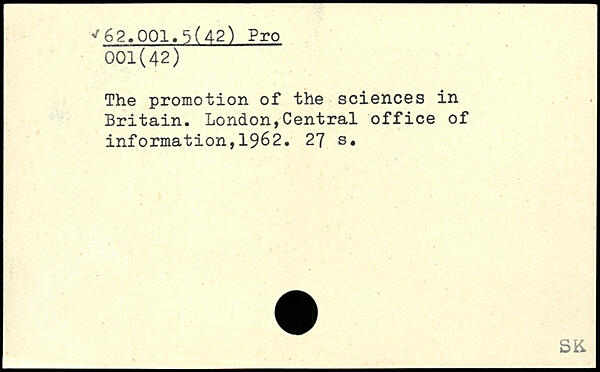 √62.001.5(42) Pro
001(42)
The promotion of the sciences in
Britain. London,Central office of
information,1962. 27 s.
SK